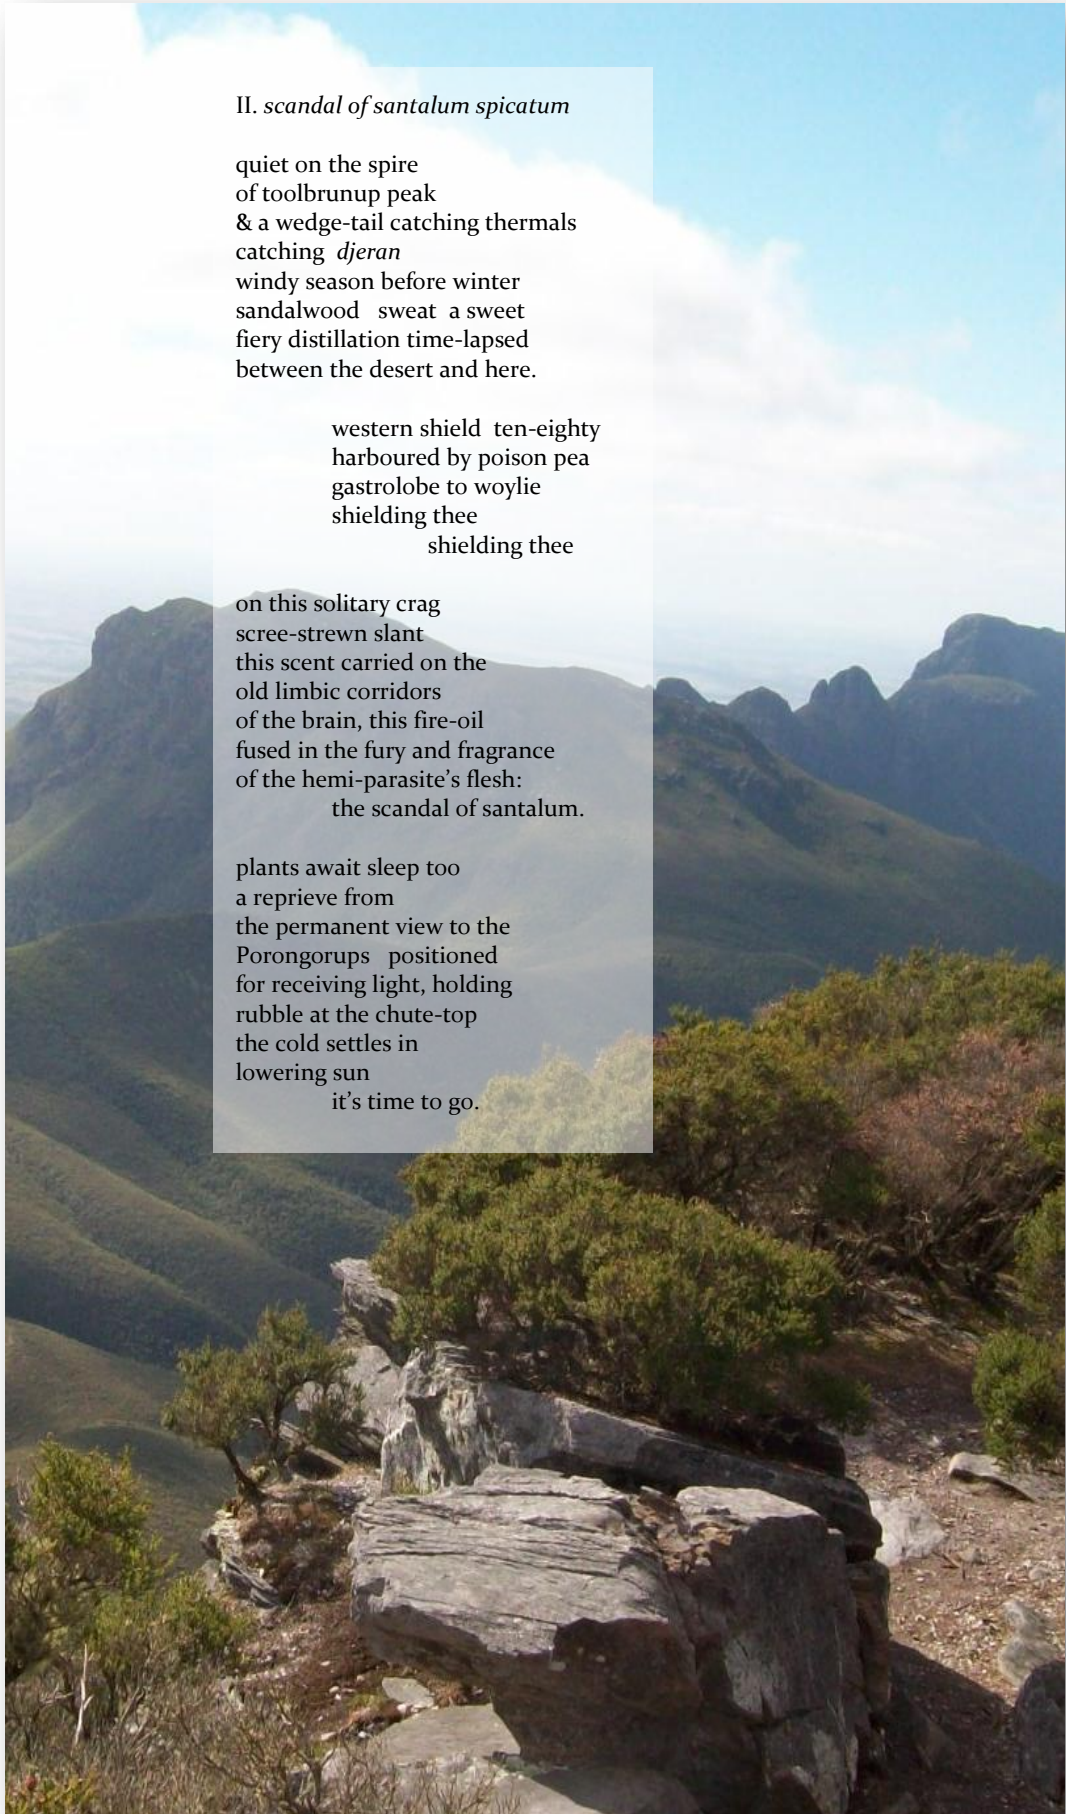 II. scandal of santalum spicatum
quiet on the spire
of toolbrunup peak
& a wedge-tail catching thermals
catching djeran
windy season before winter
sandalwood sweat a sweet
fiery distillation time-lapsed
between the desert and here.
western shield ten-eighty
harboured by poison pea
gastrolobe to woylie
shielding thee
shielding thee
on this solitary crag
scree-strewn slant
this scent carried on the
old limbic corridors
of the brain, this fire-oil
fused in the fury and fragrance
of the hemi-parasite’s flesh:
the scandal of santalum.
plants await sleep too
a reprieve from
the permanent view to the
Porongorups positioned
for receiving light, holding
rubble at the chute-top
the cold settles in
lowering sun
it’s time to go.